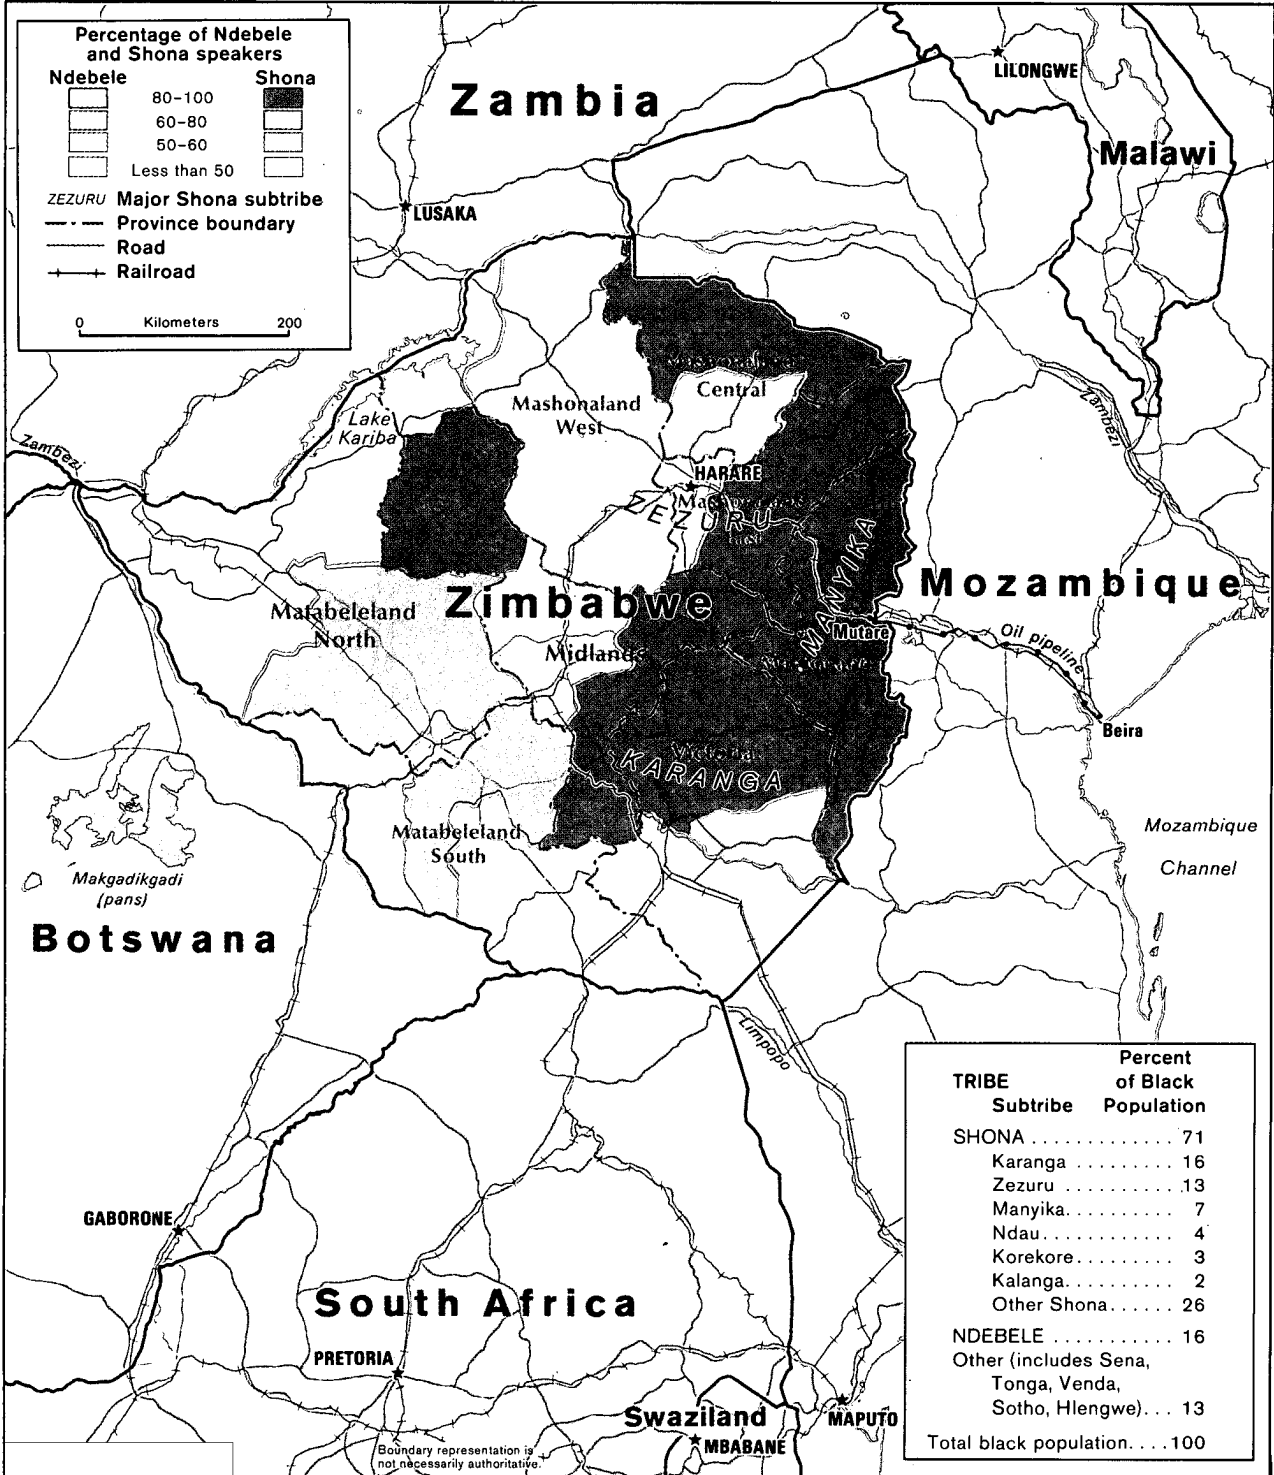 Percentage of Ndebele
and Shona speakers
Ndebele Shona
80-100
60-80
50-60
Less than 50
ZEZURU Major Shona subtribe
Province boundary
Road
Railroad
0 Kilometers 200
Zambia
LILONGWE
Malawi
LUSAKA
Mashonaland
Central
Mashonaland
West
Lake
Kariba
Zambezi
Zambezi
HARARE
ZEZURU
Mashonaland
East
MANYIKA
Mozambique
Matabeleland
North
Zimbabwe
Midlands
Mutare
Oil pipeline
Beira
Victoria
KARANGA
Matabeleland
South
Mozambique
Channel
Makgadikgadi
(pans)
Botswana
Limpopo
GABORONE
South Africa
PRETORIA
Swaziland
MBABANE
MAPUTO
Boundary representation is
not necessarily authoritative.
Percent
TRIBE of Black
Subtribe Population
SHONA . . . . . . . . . . . . . 71
Karanga . . . . . . . . . 16
Zezuru . . . . . . . . . . . 13
Manyika. . . . . . . . . . 7
Ndau. . . . . . . . . . . . 4
Korekore. . . . . . . . . 3
Kalanga. . . . . . . . . . 2
Other Shona. . . . . . 26
NDEBELE . . . . . . . . . . . 16
Other (includes Sena,
Tonga, Venda,
Sotho, Hlengwe). . . 13
Total black population. . . . 100